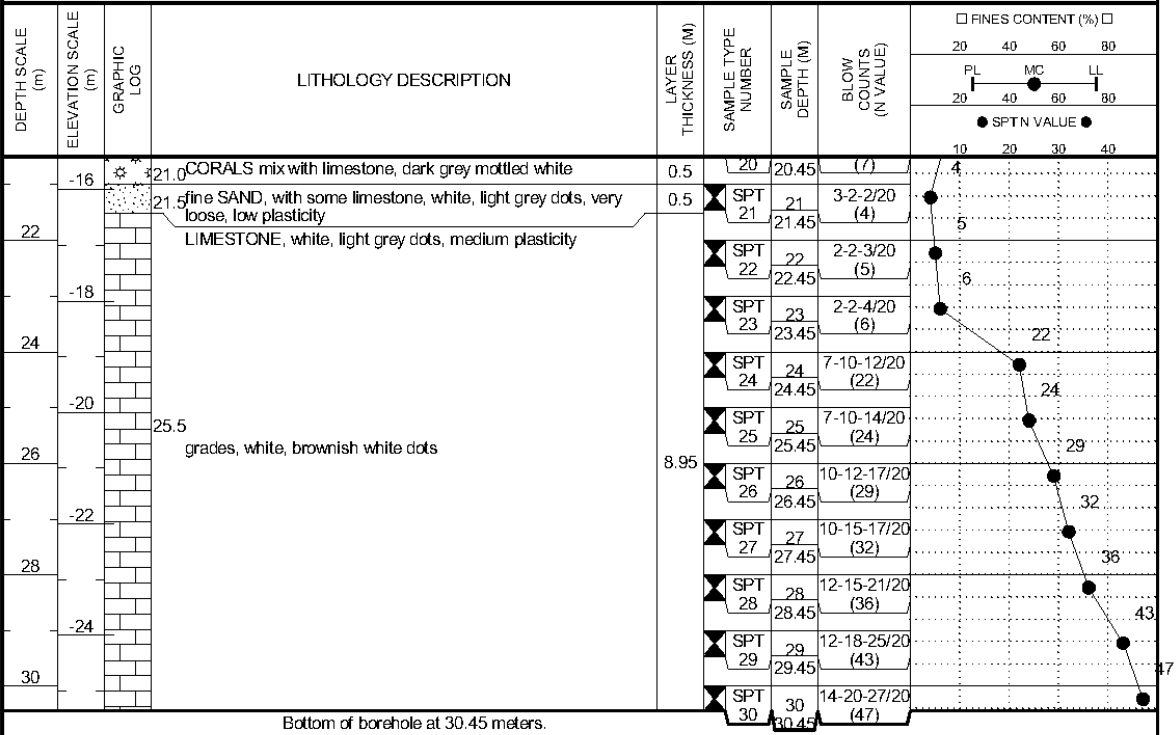 DEPTH SCALE
(m)
ELEVATION SCALE
(m)
GRAPHIC
LOG
LITHOLOGY DESCRIPTION
LAYER
THICKNESS (M)
SAMPLE TYPE
NUMBER
SAMPLE
DEPTH (M)
BLOW
COUNTS
(N VALUE)
FINES CONTENT (%)
20 40 60 80
PL MC LL
20 40 60 80
SPT N VALUE
10 20 30 40
21.0 CORALS mix with limestone, dark grey mottled white 0.5 20 20.45 (7) 4
-16
21.5 fine SAND, with some limestone, white, light grey dots, very
loose, low plasticity
0.5
SPT 21 3-2-2/20
21 21.45 (4)
5
22
LIMESTONE, white, light grey dots, medium plasticity
SPT 22 2-2-3/20
22 22.45 (5)
6
-18
SPT 23 2-2-4/20
23 23.45 (6)
22
24
SPT 24 7-10-12/20
24 24.45 (22)
24
-20
25.5
SPT 25 7-10-14/20
25 25.45 (24)
29
grades, white, brownish white dots
26
8.95
SPT 26 10-12-17/20
26 26.45 (29)
32
-22
SPT 27 10-15-17/20
27 27.45 (32)
36
28
SPT 28 12-15-21/20
28 28.45 (36)
43
-24
SPT 29 12-18-25/20
29 29.45 (43)
47
30
SPT 30 14-20-27/20
30 30.45 (47)
Bottom of borehole at 30.45 meters.